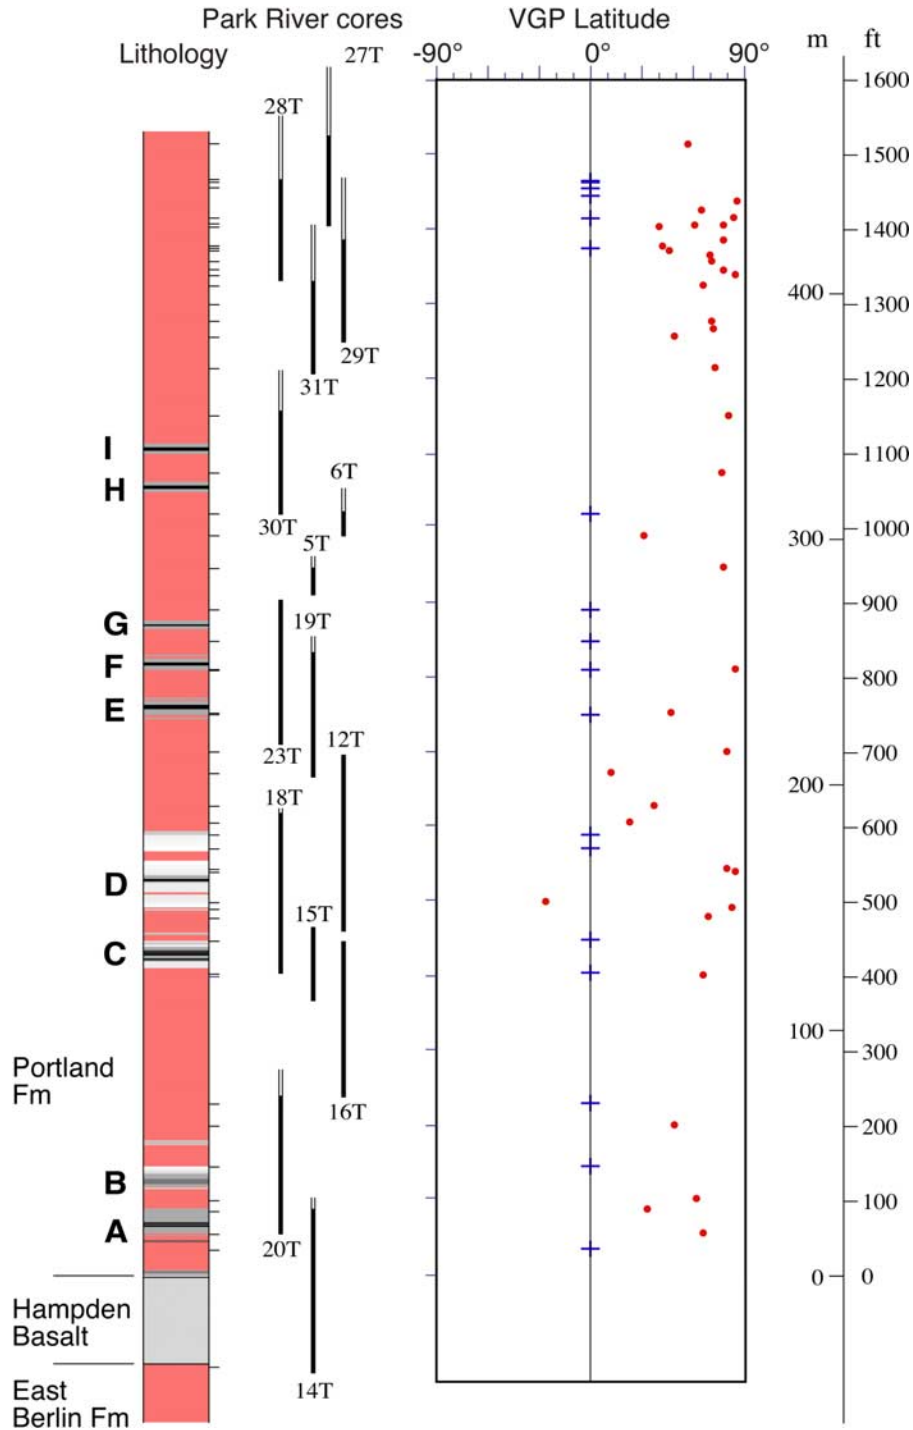 Park River cores
VGP Latitude
Lithology
27T
-90°
0°
90°
m
ft
28T
1600
1500
1400
400
1300
29T
31T
1200
I
1100
6T
H
30T
1000
5T
300
900
19T
G
F
800
E
12T
23T
700
200
18T
600
D
15T
500
C
400
100
Portland
Fm
300
16T
200
B
100
A
20T
0
0
Hampden
Basalt
East
Berlin Fm
14T